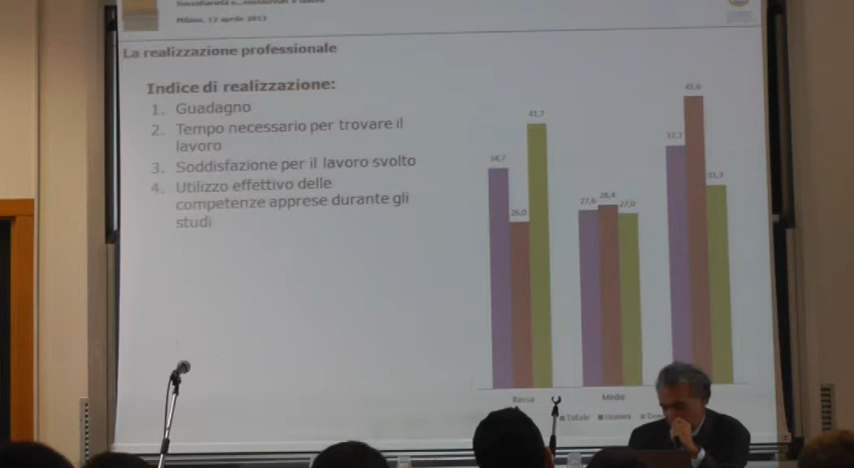 Milano, 12 aprile 2013
La realizzazione professionale
Indice di realizzazione:
1. Guadagno
2. Tempo necessario per trovare il
lavoro
3. Soddisfazione per il lavoro svolto
4. Utilizzo effettivo delle
competenze apprese durante gli
studi
34,7
26,0
41,7
27,6
28,4
27,0
37,7
45,6
31,3
Bassa
Media
Totale Uomo